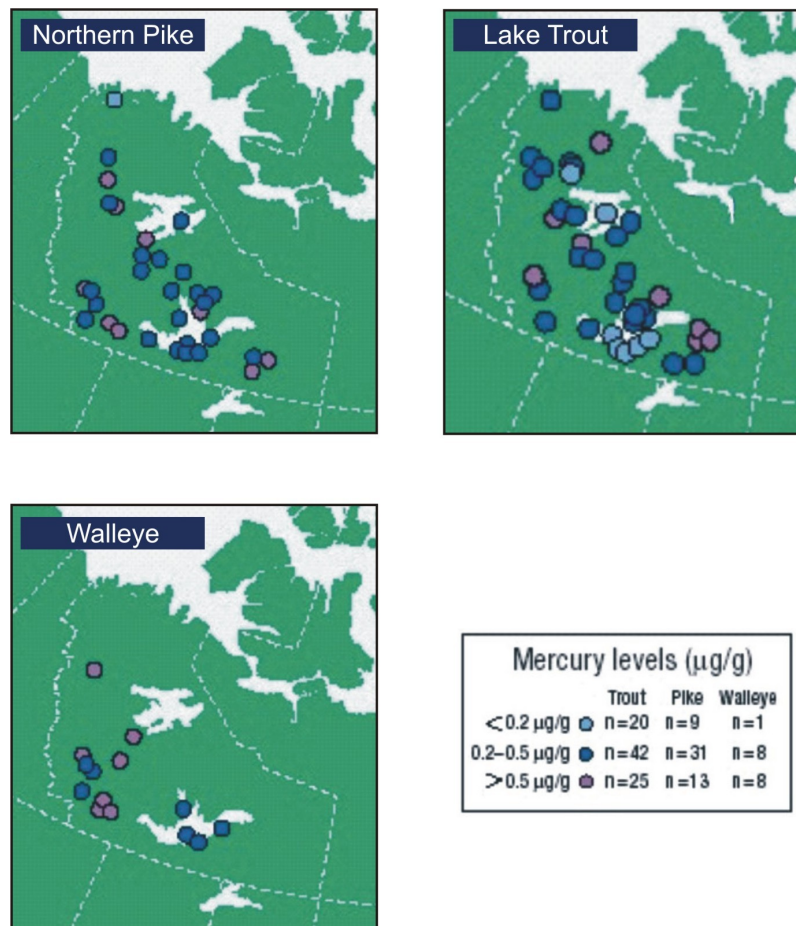 Northern Pike
Lake Trout
Walleye
Mercury levels (μg/g)
Trout Pike Walleye
<0.2 μg/g n=20 n=9 n=1
0.2–0.5 μg/g n=42 n=31 n=8
>0.5 μg/g n=25 n=13 n=8